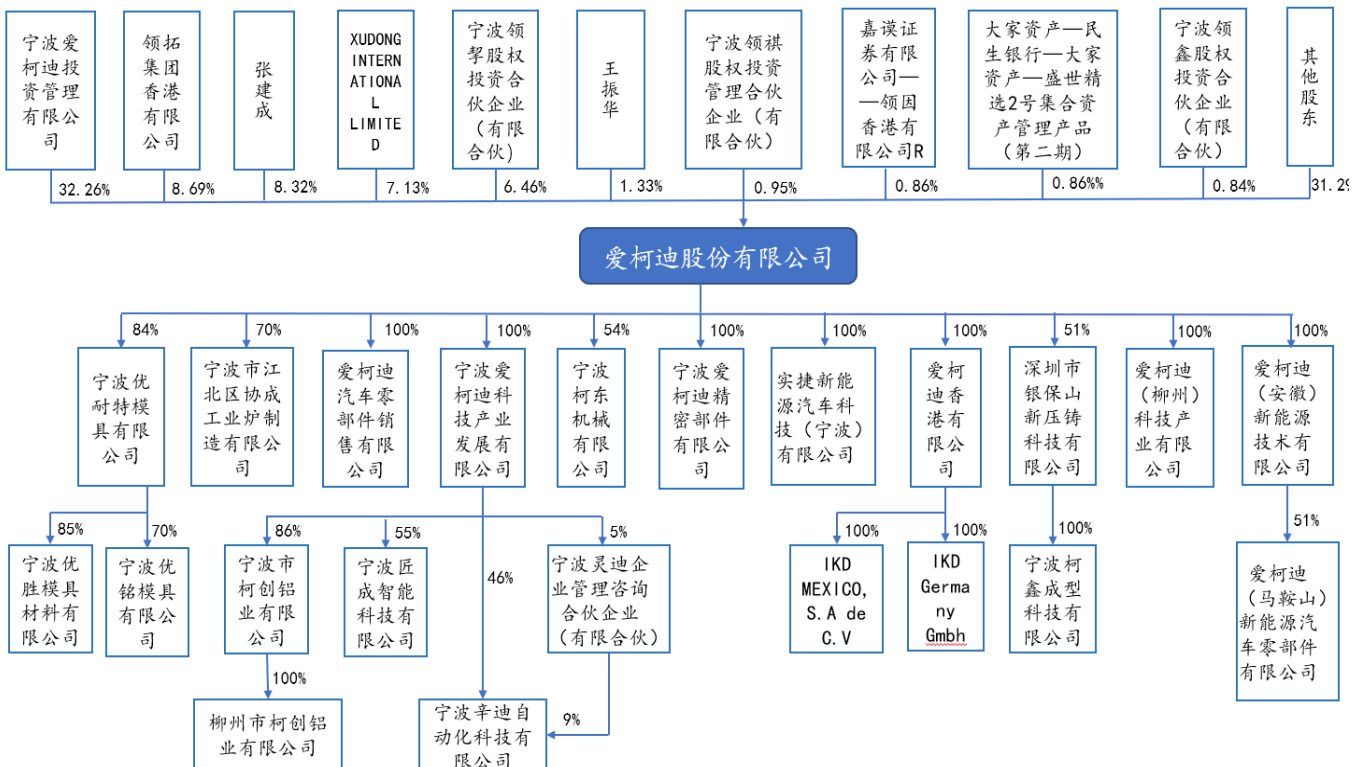 宁波爱
柯迪投
资管理
有限公
司
领拓
集团
香港
有限
公司
张
建
成
XUDONG
INTERN
ATIONA
L
LIMITE
D
宁波领
挈股权
投资合
伙企业
（有限
合伙）
王
振
华
宁波领祺
股权投资
管理合伙
企业（有
限合伙）
嘉谟证
券有限
公司—
—领因
香港有
限公司R
大家资产—民
生银行—大家
资产—盛世精
选2号集合资
产管理产品
（第二期）
宁波领
鑫股权
投资合
伙企业
（有限
合伙）
其
他
股
东
32.26%
8.69%
8.32%
7.13%
6.46%
1.33%
0.95%
0.86%
0.86%%
0.84%
31.29
爱柯迪股份有限公司
84%
70%
100%
100%
54%
100%
100%
100%
51%
100%
100%
宁波优
耐特模
具有限
公司
宁波市江
北区协成
工业炉制
造有限公
司
爱柯迪
汽车零
部件销
售有限
公司
宁波爱
柯迪科
技产业
发展有
限公司
宁波
柯东
机械
有限
公司
宁波爱
柯迪精
密部件
有限公
司
实捷新能
源汽车科
技（宁波）
有限公司
爱柯
迪香
港有
限公
司
深圳市
银保山
新压铸
科技有
限公司
爱柯迪
（柳州）
科技产
业有限
公司
爱柯迪
（安徽）
新能源
技术有
限公司
85%
70%
86%
55%
46%
5%
100%
100%
100%
51%
宁波优
胜模具
材料有
限公司
宁波优
铭模具
有限公
司
宁波市
柯创铝
业有限
公司
宁波匠
成智能
科技有
限公司
宁波灵迪企
业管理咨询
合伙企业
（有限合伙）
IKD
MEXICO,
S.A de
C.V
IKD
Germa
ny
Gmbh
宁波柯
鑫成型
科技有
限公司
爱柯迪
（马鞍山）
新能源汽
车零部件
有限公司
100%
9%
柳州市柯创铝
业有限公司
宁波辛迪自
动化科技有
限公司